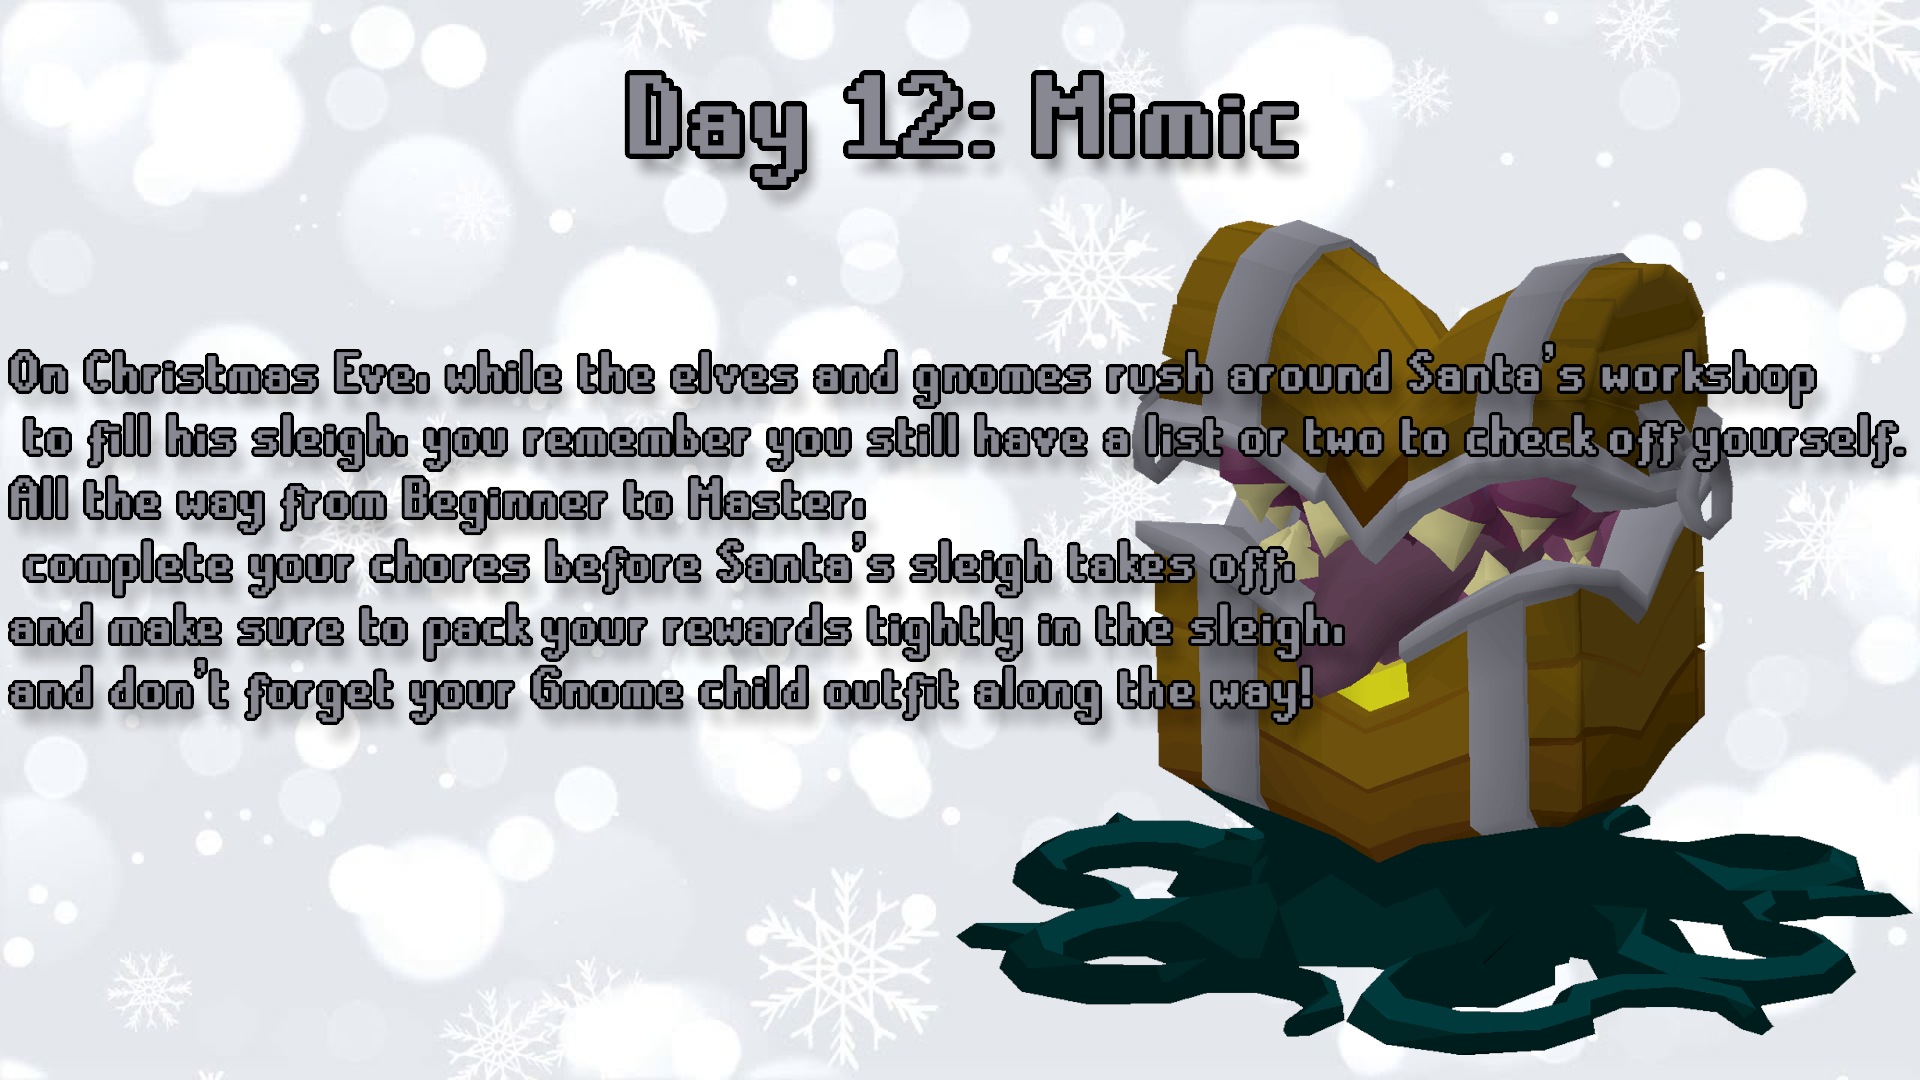 Day 12: Mimic
On Christmas Eve, while the elves and gnomes rush around Santa's workshop
to fill his sleigh, you remember you still have a list or two to check off yourself.
All the way from Beginner to Master,
complete your chores before Santa's sleigh takes off,
and make sure to pack your rewards tightly in the sleigh,
and don't forget your Gnome child outfit along the way!